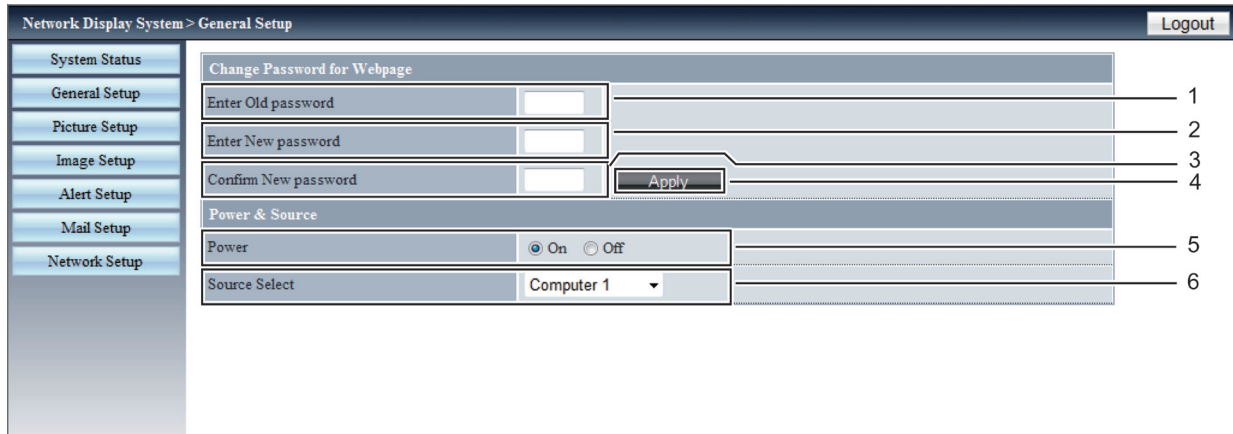 Network Display System > General Setup
Logout
System Status
General Setup
Picture Setup
Image Setup
Alert Setup
Mail Setup
Network Setup
Change Password for Webpage
Enter Old password
1
Enter New password
2
Confirm New password
3
Apply
4
Power & Source
Power On Off
5
Source Select Computer 1
6